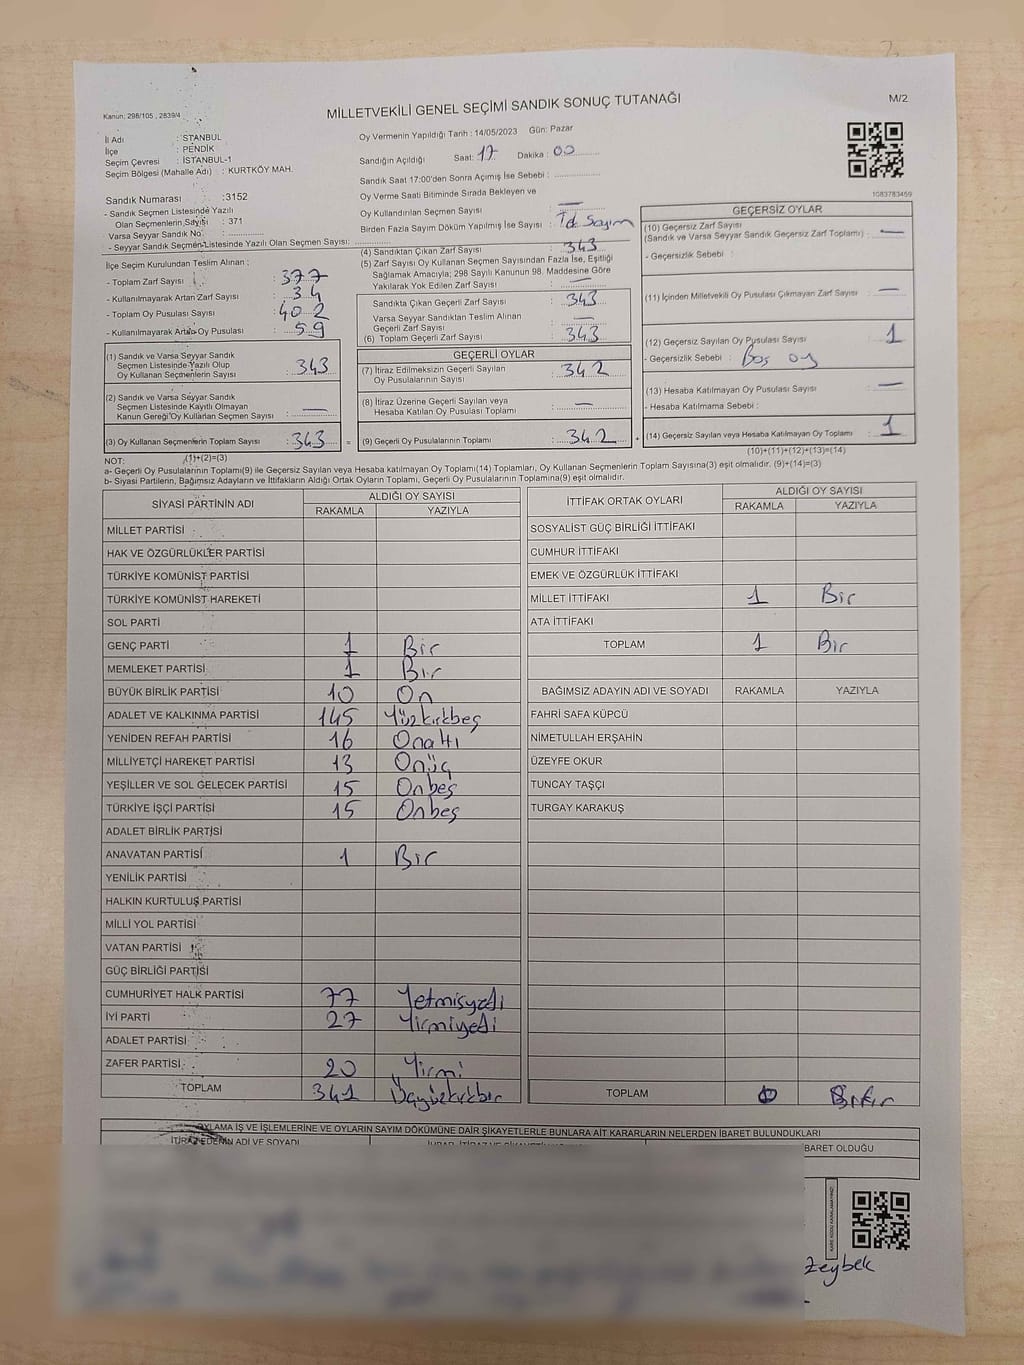 MİLLETVEKİLİ GENEL SEÇİMİ SANDIK SONUÇ TUTANAĞI
M/2
Kanun: 298/105 , 2839/4
İl Adı : İSTANBUL
İlçe : PENDİK
Seçim Çevresi : İSTANBUL-1
Seçim Bölgesi (Mahalle Adı) : KURTKÖY MAH.
Oy Vermenin Yapıldığı Tarih : 14/05/2023 Gün: Pazar
Sandığın Açıldığı Saat: 17 Dakika : 00
Sandık Saat 17:00'den Sonra Açımış İse Sebebi :
Oy Verme Saati Bitiminde Sırada Bekleyen ve
Oy Kullandırılan Seçmen Sayısı : —
Birden Fazla Sayım Döküm Yapılmış İse Sayısı : Tek Sayım
1083783459
Sandık Numarası :3152
- Sandık Seçmen Listesinde Yazılı
Olan Seçmenlerin Sayısı : 371
Varsa Seyyar Sandık No.
- Seyyar Sandık Seçmen Listesinde Yazılı Olan Seçmen Sayısı:
İlçe Seçim Kurulundan Teslim Alınan ;
- Toplam Zarf Sayısı : 377
- Kullanılmayarak Artan Zarf Sayısı : 34
- Toplam Oy Pusulası Sayısı : 402
- Kullanılmayarak Artan Oy Pusulası : 59
(1) Sandık ve Varsa Seyyar Sandık
Seçmen Listesinde Yazılı Olup
Oy Kullanan Seçmenlerin Sayısı : 343
(2) Sandık ve Varsa Seyyar Sandık
Seçmen Listesinde Kayıtlı Olmayan
Kanun Gereği Oy Kullanan Seçmen Sayısı : —
(3) Oy Kullanan Seçmenlerin Toplam Sayısı : 343 =
(4) Sandıktan Çıkan Zarf Sayısı : 343
(5) Zarf Sayısı Oy Kullanan Seçmen Sayısından Fazla İse, Eşitliği
Sağlamak Amacıyla; 298 Sayılı Kanunun 98. Maddesine Göre
Yakılarak Yok Edilen Zarf Sayısı : —
Sandıkta Çıkan Geçerli Zarf Sayısı : 343
Varsa Seyyar Sandıktan Teslim Alınan
Geçerli Zarf Sayısı : —
(6) Toplam Geçerli Zarf Sayısı : 343
GEÇERLİ OYLAR
(7) İtiraz Edilmeksizin Geçerli Sayılan
Oy Pusulalarının Sayısı : 342
(8) İtiraz Üzerine Geçerli Sayılan veya
Hesaba Katılan Oy Pusulası Toplamı : —
(9) Geçerli Oy Pusulalarının Toplamı : 342 +
GEÇERSİZ OYLAR
(10) Geçersiz Zarf Sayısı
(Sandık ve Varsa Seyyar Sandık Geçersiz Zarf Toplamı) : —
- Geçersizlik Sebebi :
(11) İçinden Milletvekili Oy Pusulası Çıkmayan Zarf Sayısı : —
(12) Geçersiz Sayılan Oy Pusulası Sayısı : 1
- Geçersizlik Sebebi : Boş oy
(13) Hesaba Katılmayan Oy Pusulası Sayısı : —
- Hesaba Katılmama Sebebi :
(14) Geçersiz Sayılan veya Hesaba Katılmayan Oy Toplamı : 1
NOT: (1)+(2)=(3)
(10)+(11)+(12)+(13)=(14)
a- Geçerli Oy Pusulalarının Toplamı(9) ile Geçersiz Sayılan veya Hesaba katılmayan Oy Toplamı(14) Toplamları, Oy Kullanan Seçmenlerin Toplam Sayısına(3) eşit olmalıdır. (9)+(14)=(3)
b- Siyasi Partilerin, Bağımsız Adayların ve İttifakların Aldığı Ortak Oyların Toplamı, Geçerli Oy Pusulalarının Toplamına(9) eşit olmalıdır.
SİYASİ PARTİNİN ADI ALDIĞI OY SAYISI
RAKAMLA YAZIYLA
MİLLET PARTİSİ
HAK VE ÖZGÜRLÜKLER PARTİSİ
TÜRKİYE KOMÜNİST PARTİSİ
TÜRKİYE KOMÜNİST HAREKETİ
SOL PARTİ
GENÇ PARTİ 1 Bir
MEMLEKET PARTİSİ 1 Bir
BÜYÜK BİRLİK PARTİSİ 10 On
ADALET VE KALKINMA PARTİSİ 145 Yüzkırkbeş
YENİDEN REFAH PARTİSİ 16 Onaltı
MİLLİYETÇİ HAREKET PARTİSİ 13 Onüç
YEŞİLLER VE SOL GELECEK PARTİSİ 15 Onbeş
TÜRKİYE İŞÇİ PARTİSİ 15 Onbeş
ADALET BİRLİK PARTİSİ
ANAVATAN PARTİSİ 1 Bir
YENİLİK PARTİSİ
HALKIN KURTULUŞ PARTİSİ
MİLLİ YOL PARTİSİ
VATAN PARTİSİ
GÜÇ BİRLİĞİ PARTİSİ
CUMHURİYET HALK PARTİSİ 77 Yetmişyedi
İYİ PARTİ 27 Yirmiyedi
ADALET PARTİSİ
ZAFER PARTİSİ 20 Yirmi
TOPLAM 341 Üçyüzkırkbir
İTTİFAK ORTAK OYLARI ALDIĞI OY SAYISI
RAKAMLA YAZIYLA
SOSYALİST GÜÇ BİRLİĞİ İTTİFAKI
CUMHUR İTTİFAKI
EMEK VE ÖZGÜRLÜK İTTİFAKI
MİLLET İTTİFAKI 1 Bir
ATA İTTİFAKI
TOPLAM 1 Bir
BAĞIMSIZ ADAYIN ADI VE SOYADI RAKAMLA YAZIYLA
FAHRİ SAFA KÜPCÜ
NİMETULLAH ERŞAHİN
ÜZEYFE OKUR
TUNCAY TAŞÇI
TURGAY KARAKUŞ
TOPLAM
OYLAMA İŞ VE İŞLEMLERİNE VE OYLARIN SAYIM DÖKÜMÜNE DAİR ŞİKAYETLERLE BUNLARA AİT KARARLARIN NELERDEN İBARET BULUNDUKLARI
İTİRAZ EDENİN ADI VE SOYADI
BARET OLDUĞU
Zeybek